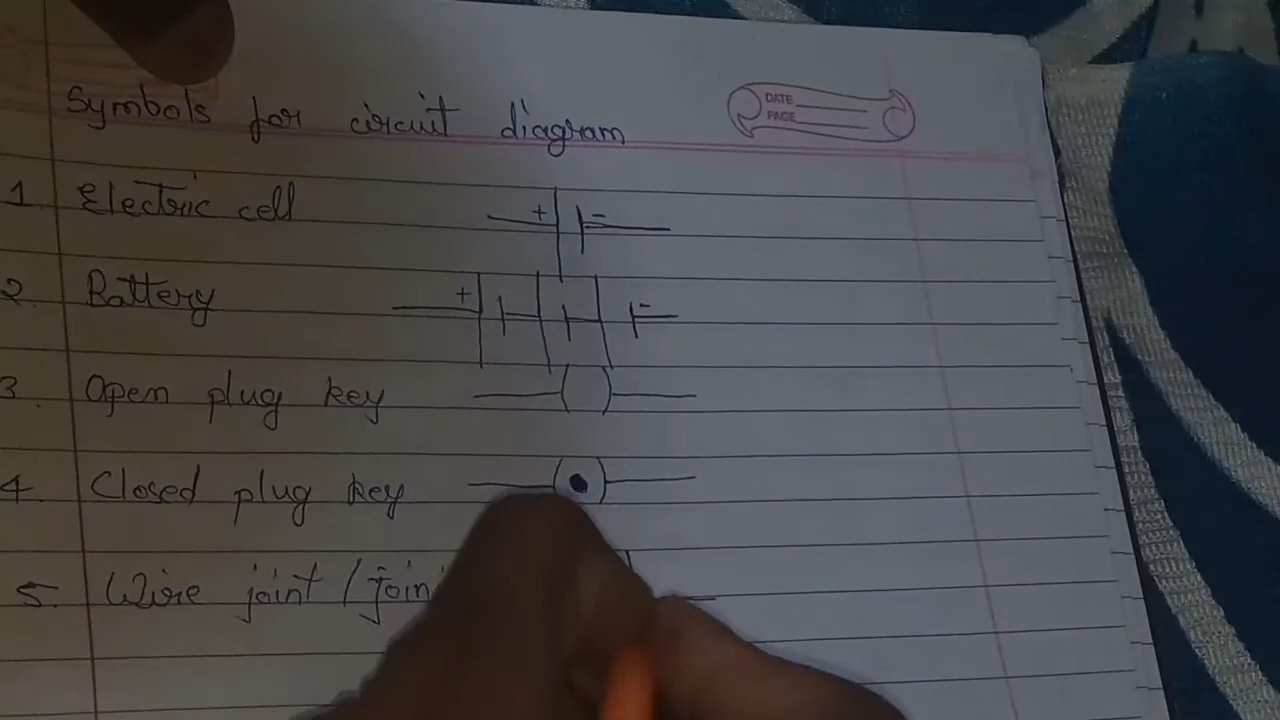 Symbols for circuit diagram
DATE
PAGE
1. Electric cell + -
2. Battery + -
3. Open plug key
4. Closed plug key
5. Wire joint /